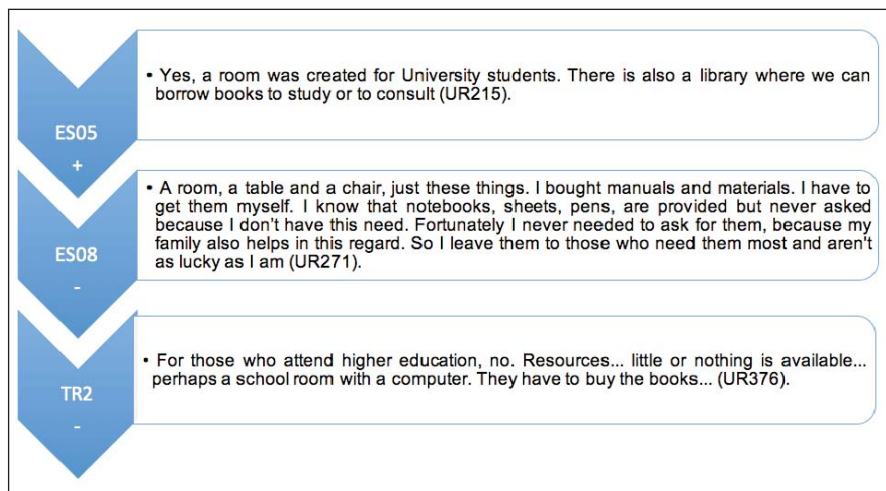 • Yes, a room was created for University students. There is also a library where we can
borrow books to study or to consult (UR215).
ES05
+
• A room, a table and a chair, just these things. I bought manuals and materials. I have to
get them myself. I know that notebooks, sheets, pens, are provided but never asked
because I don't have this need. Fortunately I never needed to ask for them, because my
family also helps in this regard. So I leave them to those who need them most and aren't
as lucky as I am (UR271).
ES08
-
• For those who attend higher education, no. Resources... little or nothing is available...
perhaps a school room with a computer. They have to buy the books... (UR376).
TR2
-